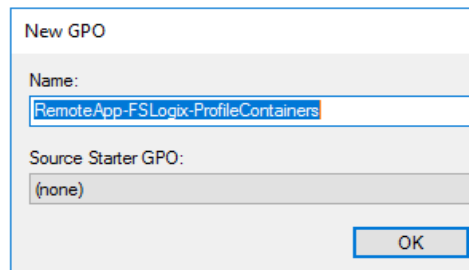 New GPO
Name:
RemoteApp-FSLogix-ProfileContainers
Source Starter GPO:
(none)
OK